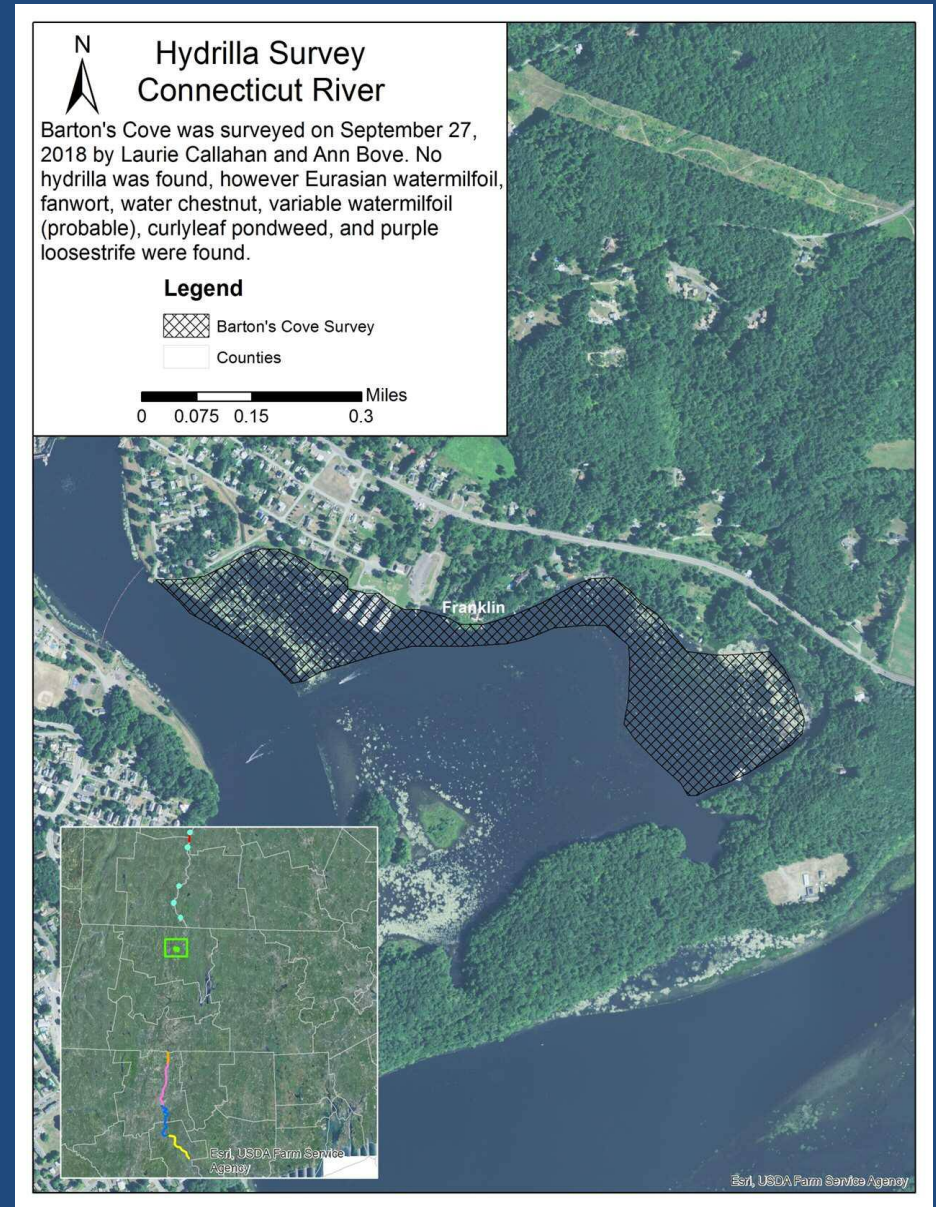 N
Hydrilla Survey
Connecticut River
Barton's Cove was surveyed on September 27,
2018 by Laurie Callahan and Ann Bove. No
hydrilla was found, however Eurasian watermilfoil,
fanwort, water chestnut, variable watermilfoil
(probable), curlyleaf pondweed, and purple
loosestrife were found.
Legend
Barton's Cove Survey
Counties
Miles
0 0.075 0.15 0.3
Franklin
Esri, USDA Farm Service
Agency
Esri, USDA Farm Service Agency